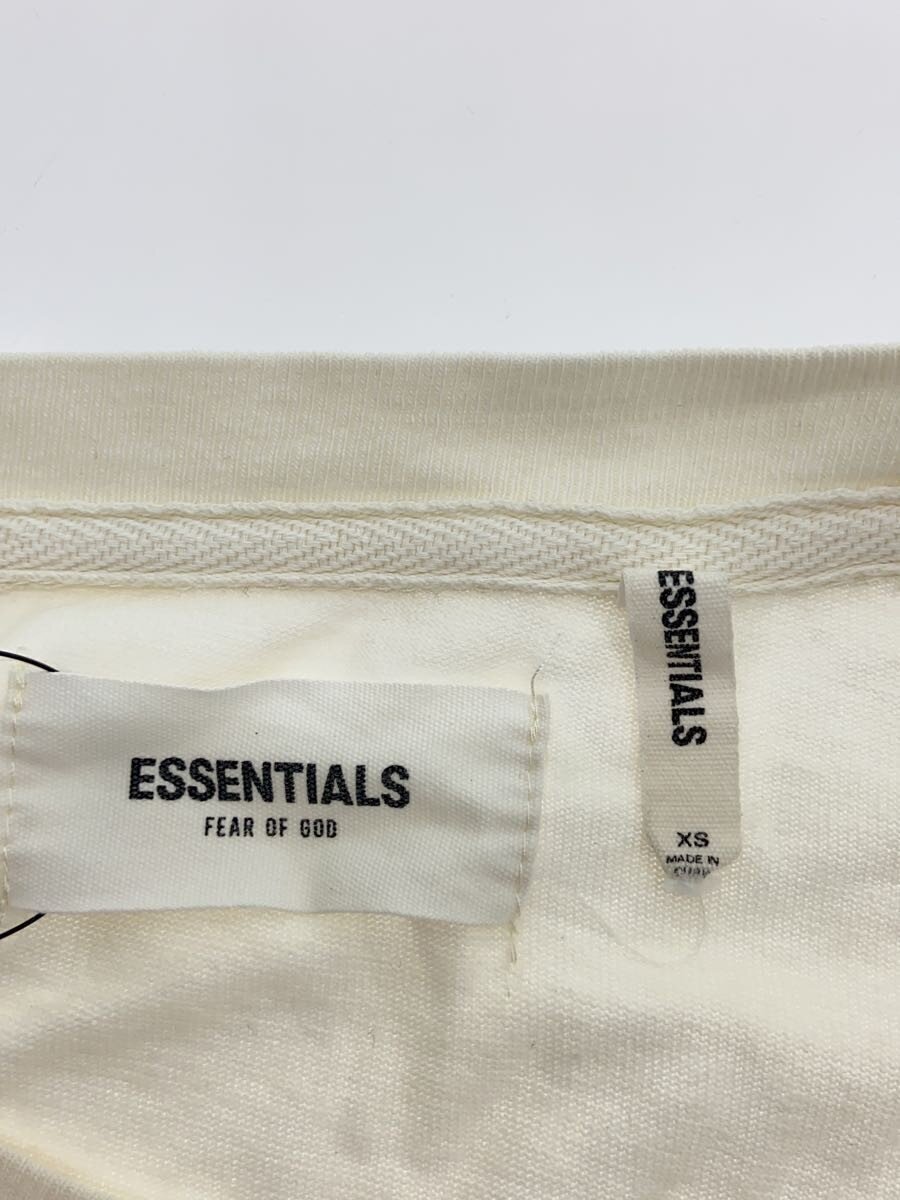 ESSENTIALS
FEAR OF GOD
ESSENTIALS
XS
MADE IN